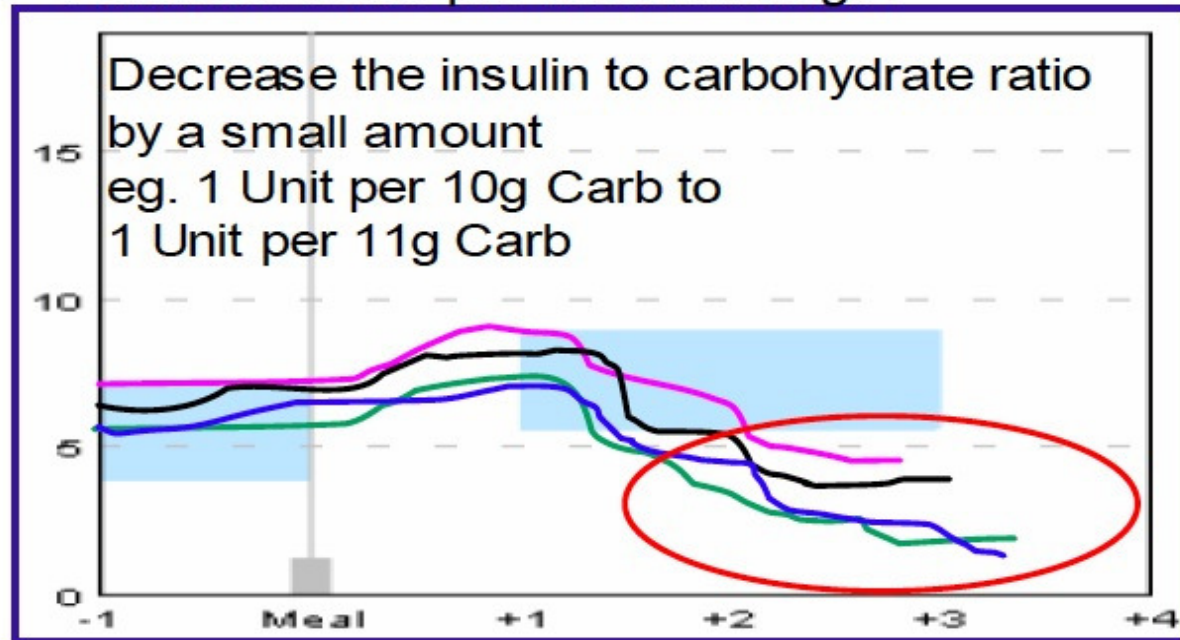 Decrease the insulin to carbohydrate ratio
by a small amount
eg. 1 Unit per 10g Carb to
1 Unit per 11g Carb
15
10
5
0
-1 Meal +1 +2 +3 +4